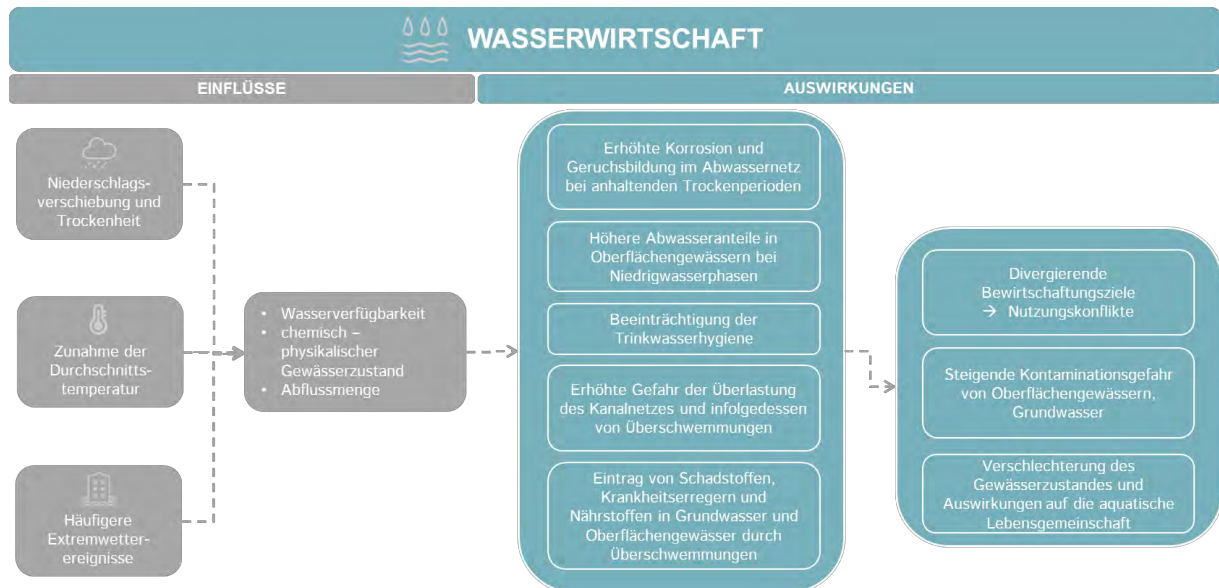 WASSERWIRTSCHAFT
EINFLÜSSE
AUSWIRKUNGEN
Niederschlags-
verschiebung und
Trockenheit
Zunahme der
Durchschnitts-
temperatur
Häufigere
Extremwetter-
ereignisse
• Wasserverfügbarkeit
• chemisch –
physikalischer
Gewässerzustand
• Abflussmenge
Erhöhte Korrosion und
Geruchsbildung im Abwassernetz
bei anhaltenden Trockenperioden
Höhere Abwasseranteile in
Oberflächengewässern bei
Niedrigwasserphasen
Beeinträchtigung der
Trinkwasserhygiene
Erhöhte Gefahr der Überlastung
des Kanalnetzes und infolgedessen
von Überschwemmungen
Eintrag von Schadstoffen,
Krankheitserregern und
Nährstoffen in Grundwasser und
Oberflächengewässer durch
Überschwemmungen
Divergierende
Bewirtschaftungsziele
→ Nutzungskonflikte
Steigende Kontaminationsgefahr
von Oberflächengewässern,
Grundwasser
Verschlechterung des
Gewässerzustandes und
Auswirkungen auf die aquatische
Lebensgemeinschaft